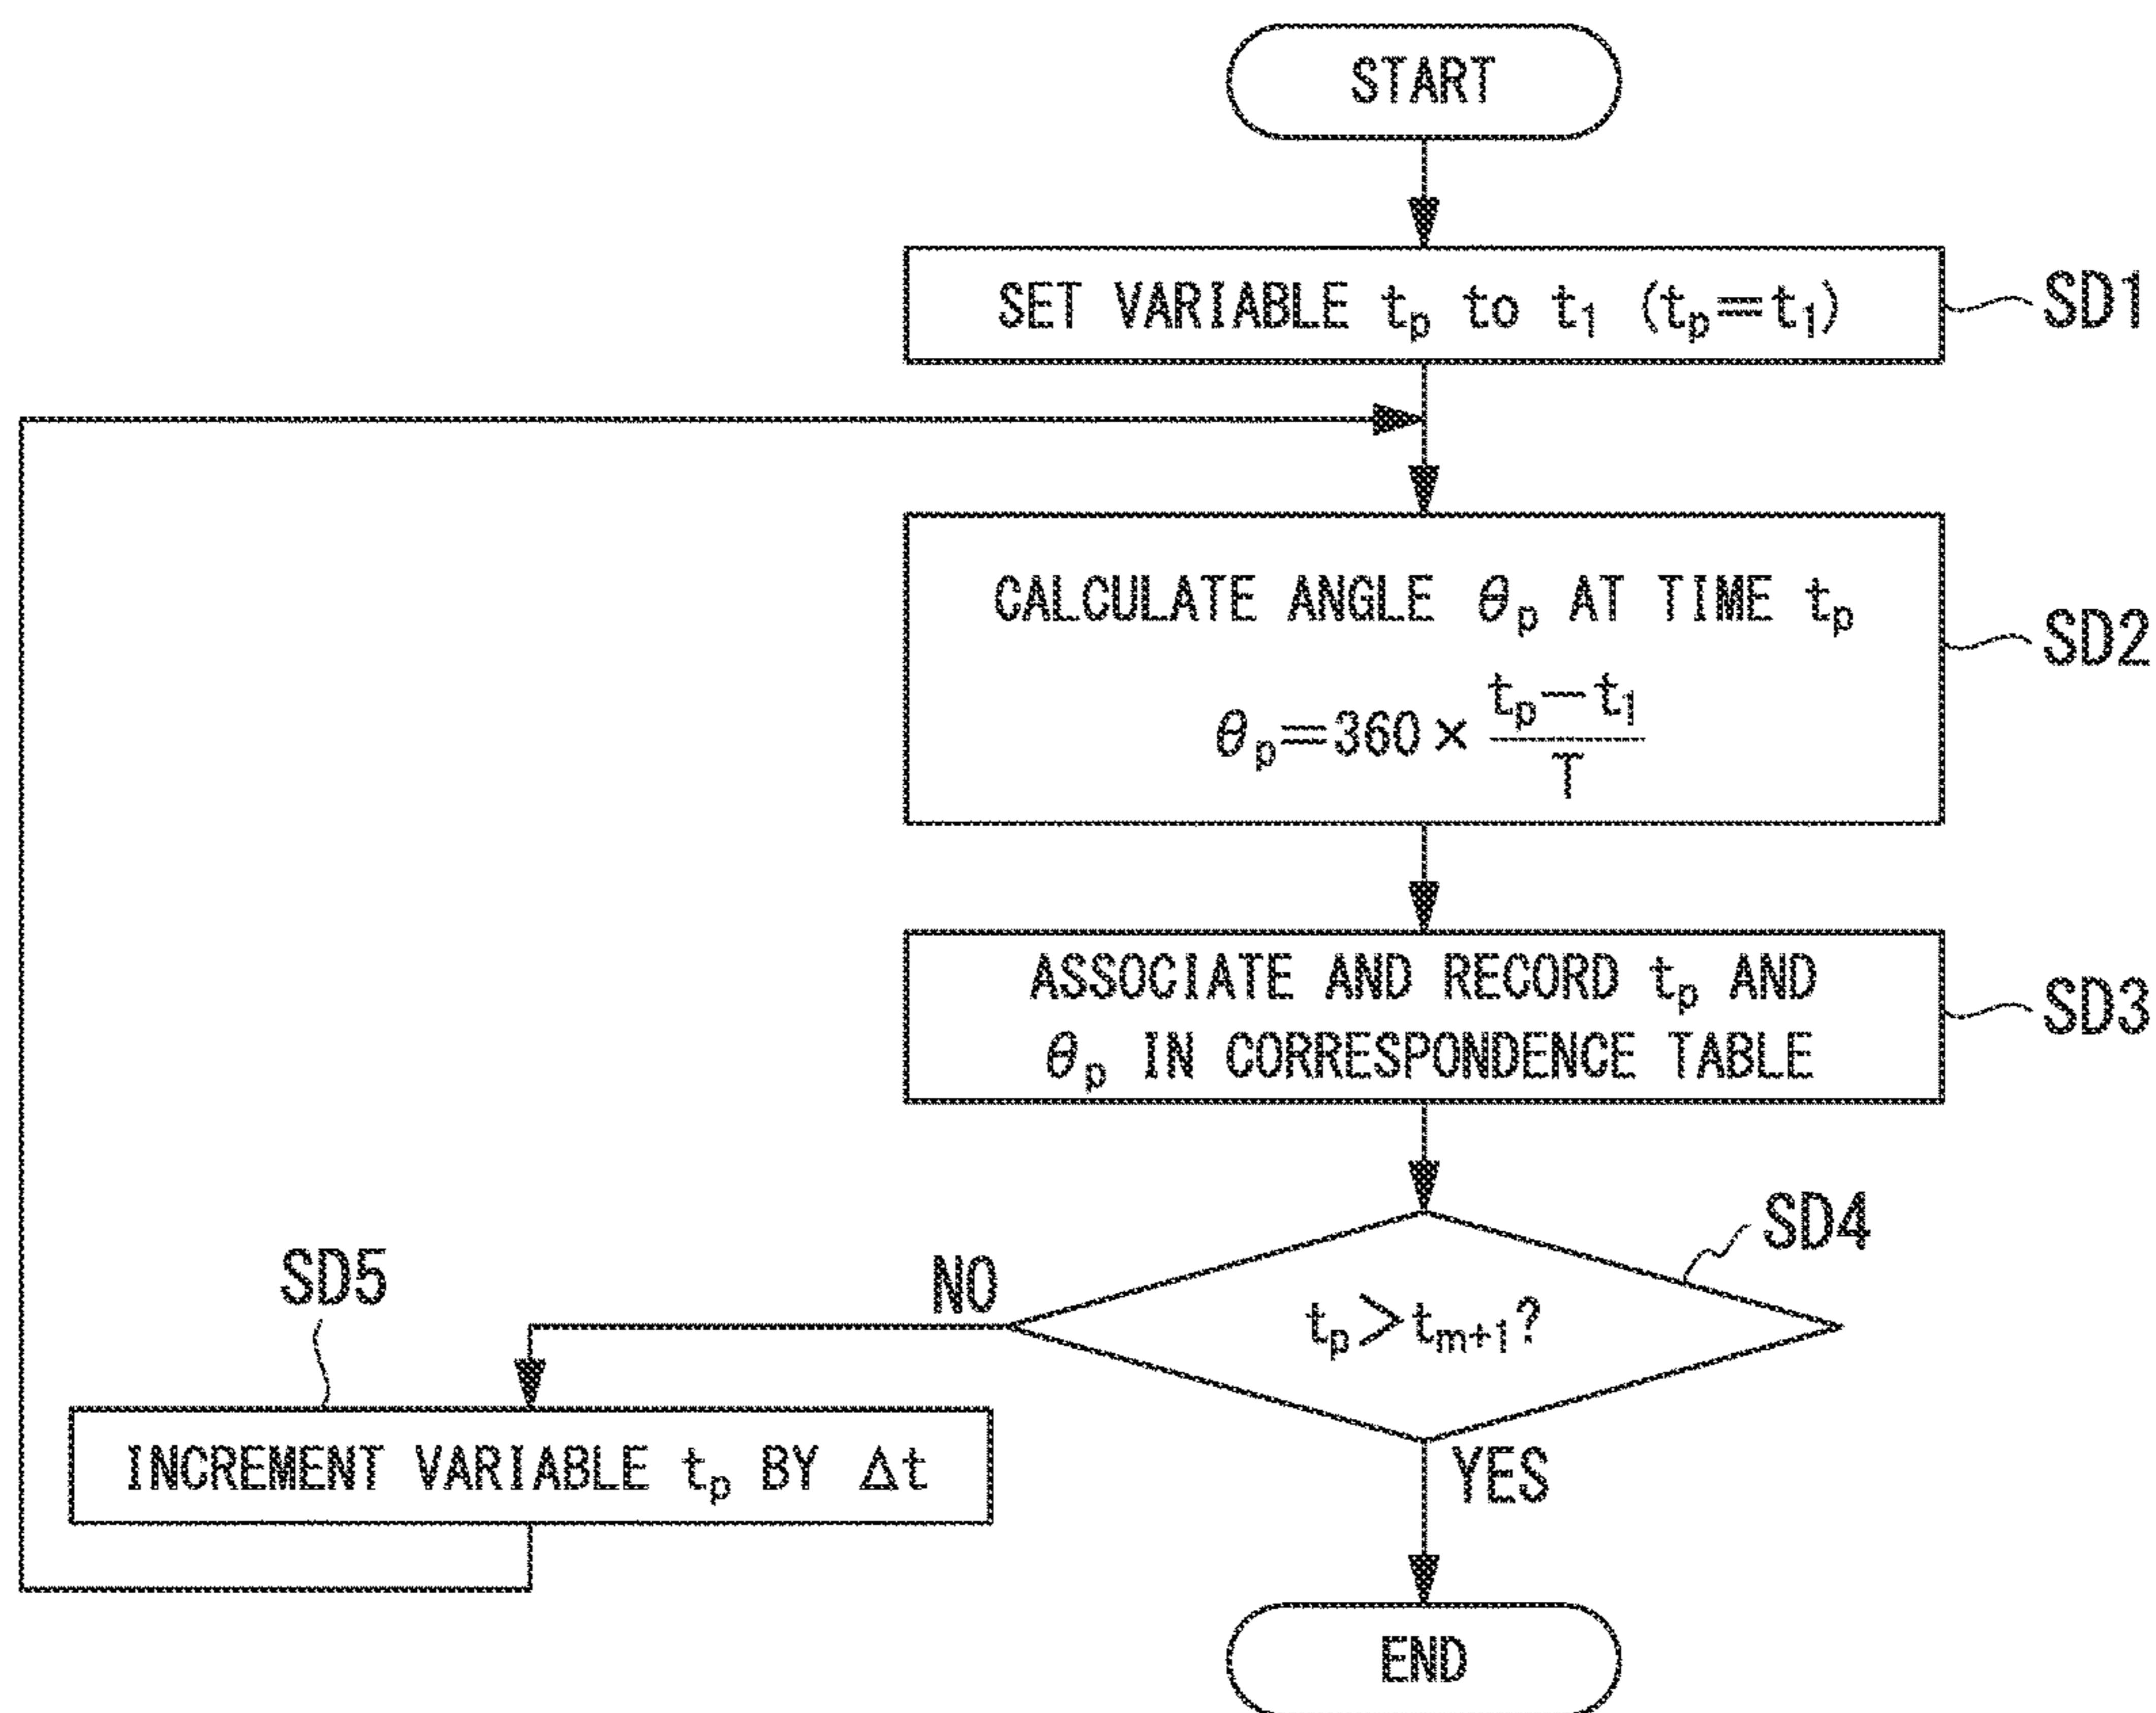 START
SET VARIABLE tₚ to t₁ (tₚ=t₁)
SD1
CALCULATE ANGLE θₚ AT TIME tₚ
θₚ=360×(tₚ−t₁)/T
SD2
ASSOCIATE AND RECORD tₚ AND
θₚ IN CORRESPONDENCE TABLE
SD3
SD4
tₚ>tₘ₊₁?
NO
SD5
INCREMENT VARIABLE tₚ BY Δt
YES
END